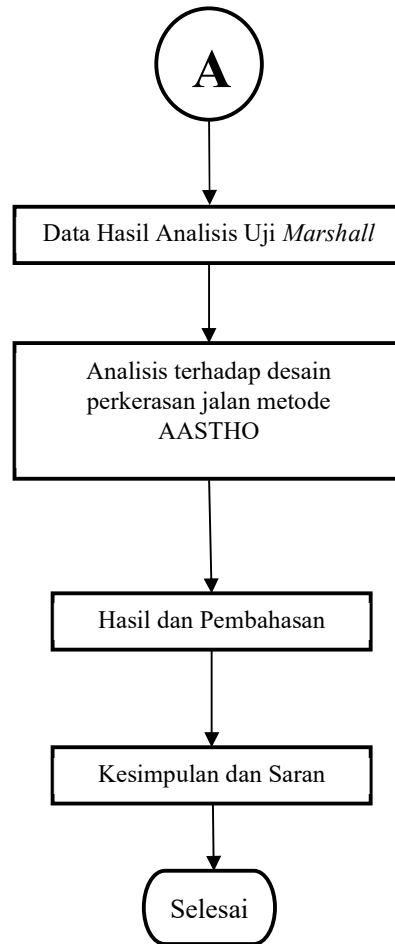 A
Data Hasil Analisis Uji Marshall
Analisis terhadap desain
perkerasan jalan metode
AASTHO
Hasil dan Pembahasan
Kesimpulan dan Saran
Selesai